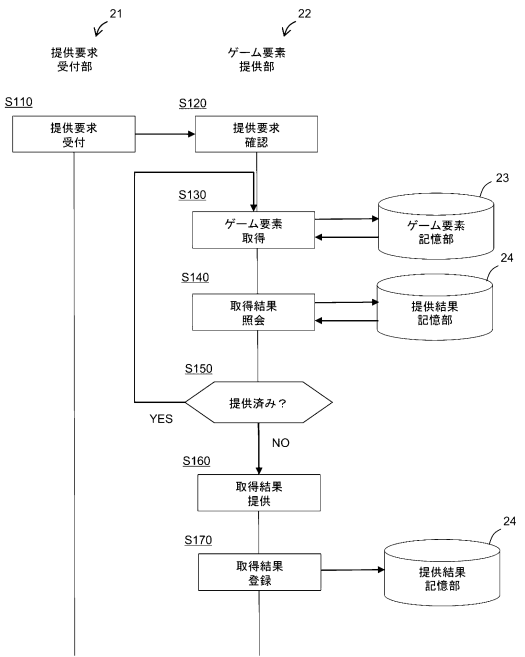 21
22
提供要求
受付部
ゲーム要素
提供部
S110
S120
提供要求
受付
提供要求
確認
S130
23
ゲーム要素
取得
ゲーム要素
記憶部
S140
24
取得結果
照会
提供結果
記憶部
S150
提供済み？
YES
NO
S160
取得結果
提供
S170
24
取得結果
登録
提供結果
記憶部